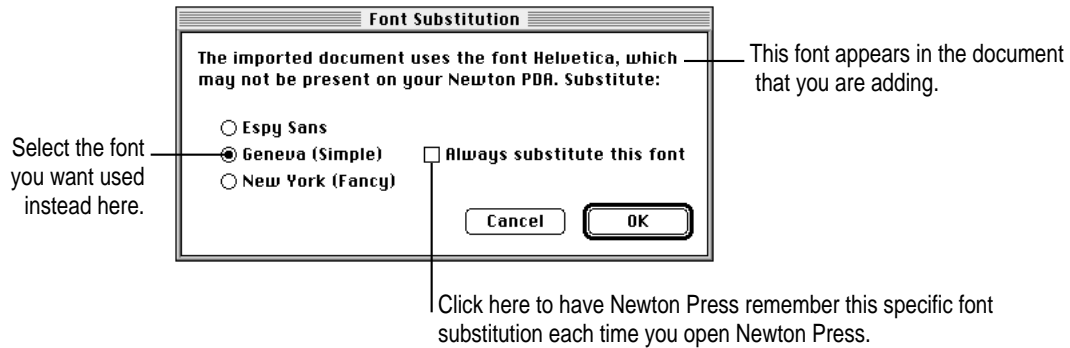 Font Substitution
The imported document uses the font Helvetica, which
may not be present on your Newton PDA. Substitute:
This font appears in the document
that you are adding.
Espy Sans
Geneva (Simple)
New York (Fancy)
Always substitute this font
Select the font
you want used
instead here.
Cancel
OK
Click here to have Newton Press remember this specific font
substitution each time you open Newton Press.